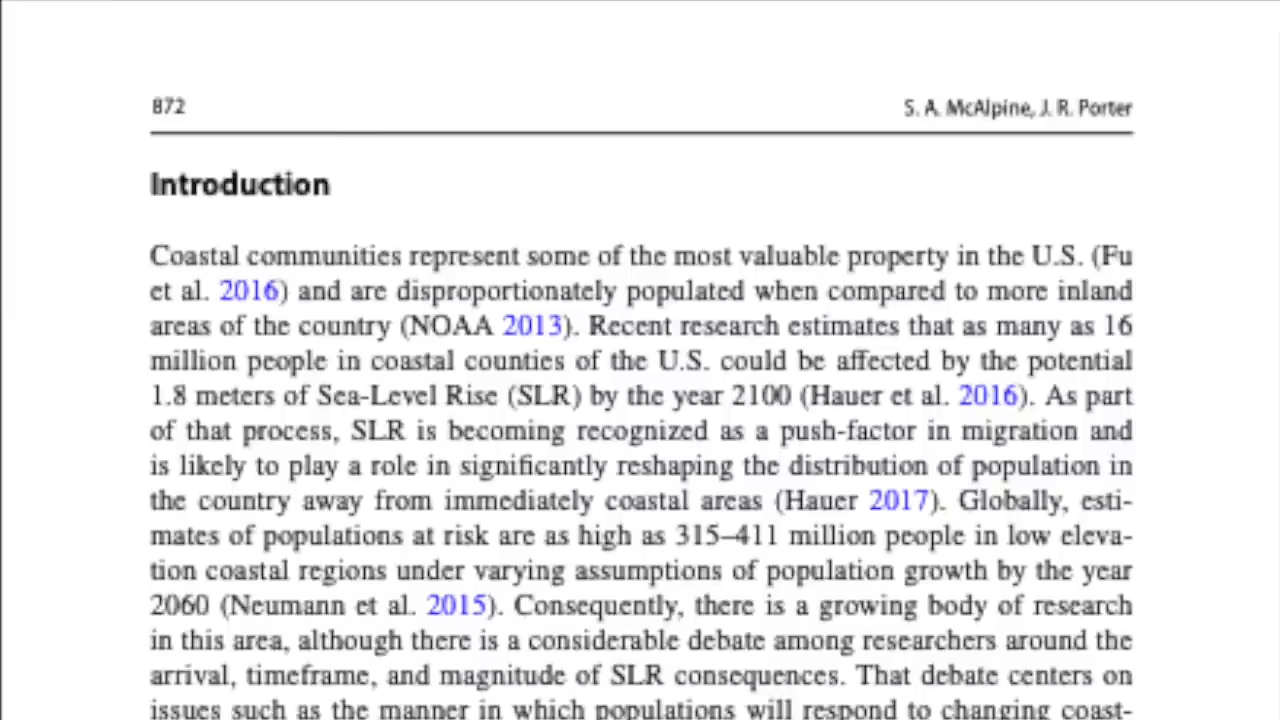 872
S. A. McAlpine, J. R. Porter
Introduction
Coastal communities represent some of the most valuable property in the U.S. (Fu
et al. 2016) and are disproportionately populated when compared to more inland
areas of the country (NOAA 2013). Recent research estimates that as many as 16
million people in coastal counties of the U.S. could be affected by the potential
1.8 meters of Sea-Level Rise (SLR) by the year 2100 (Hauer et al. 2016). As part
of that process, SLR is becoming recognized as a push-factor in migration and
is likely to play a role in significantly reshaping the distribution of population in
the country away from immediately coastal areas (Hauer 2017). Globally, esti-
mates of populations at risk are as high as 315–411 million people in low eleva-
tion coastal regions under varying assumptions of population growth by the year
2060 (Neumann et al. 2015). Consequently, there is a growing body of research
in this area, although there is a considerable debate among researchers around the
arrival, timeframe, and magnitude of SLR consequences. That debate centers on
issues such as the manner in which populations will respond to changing coast-